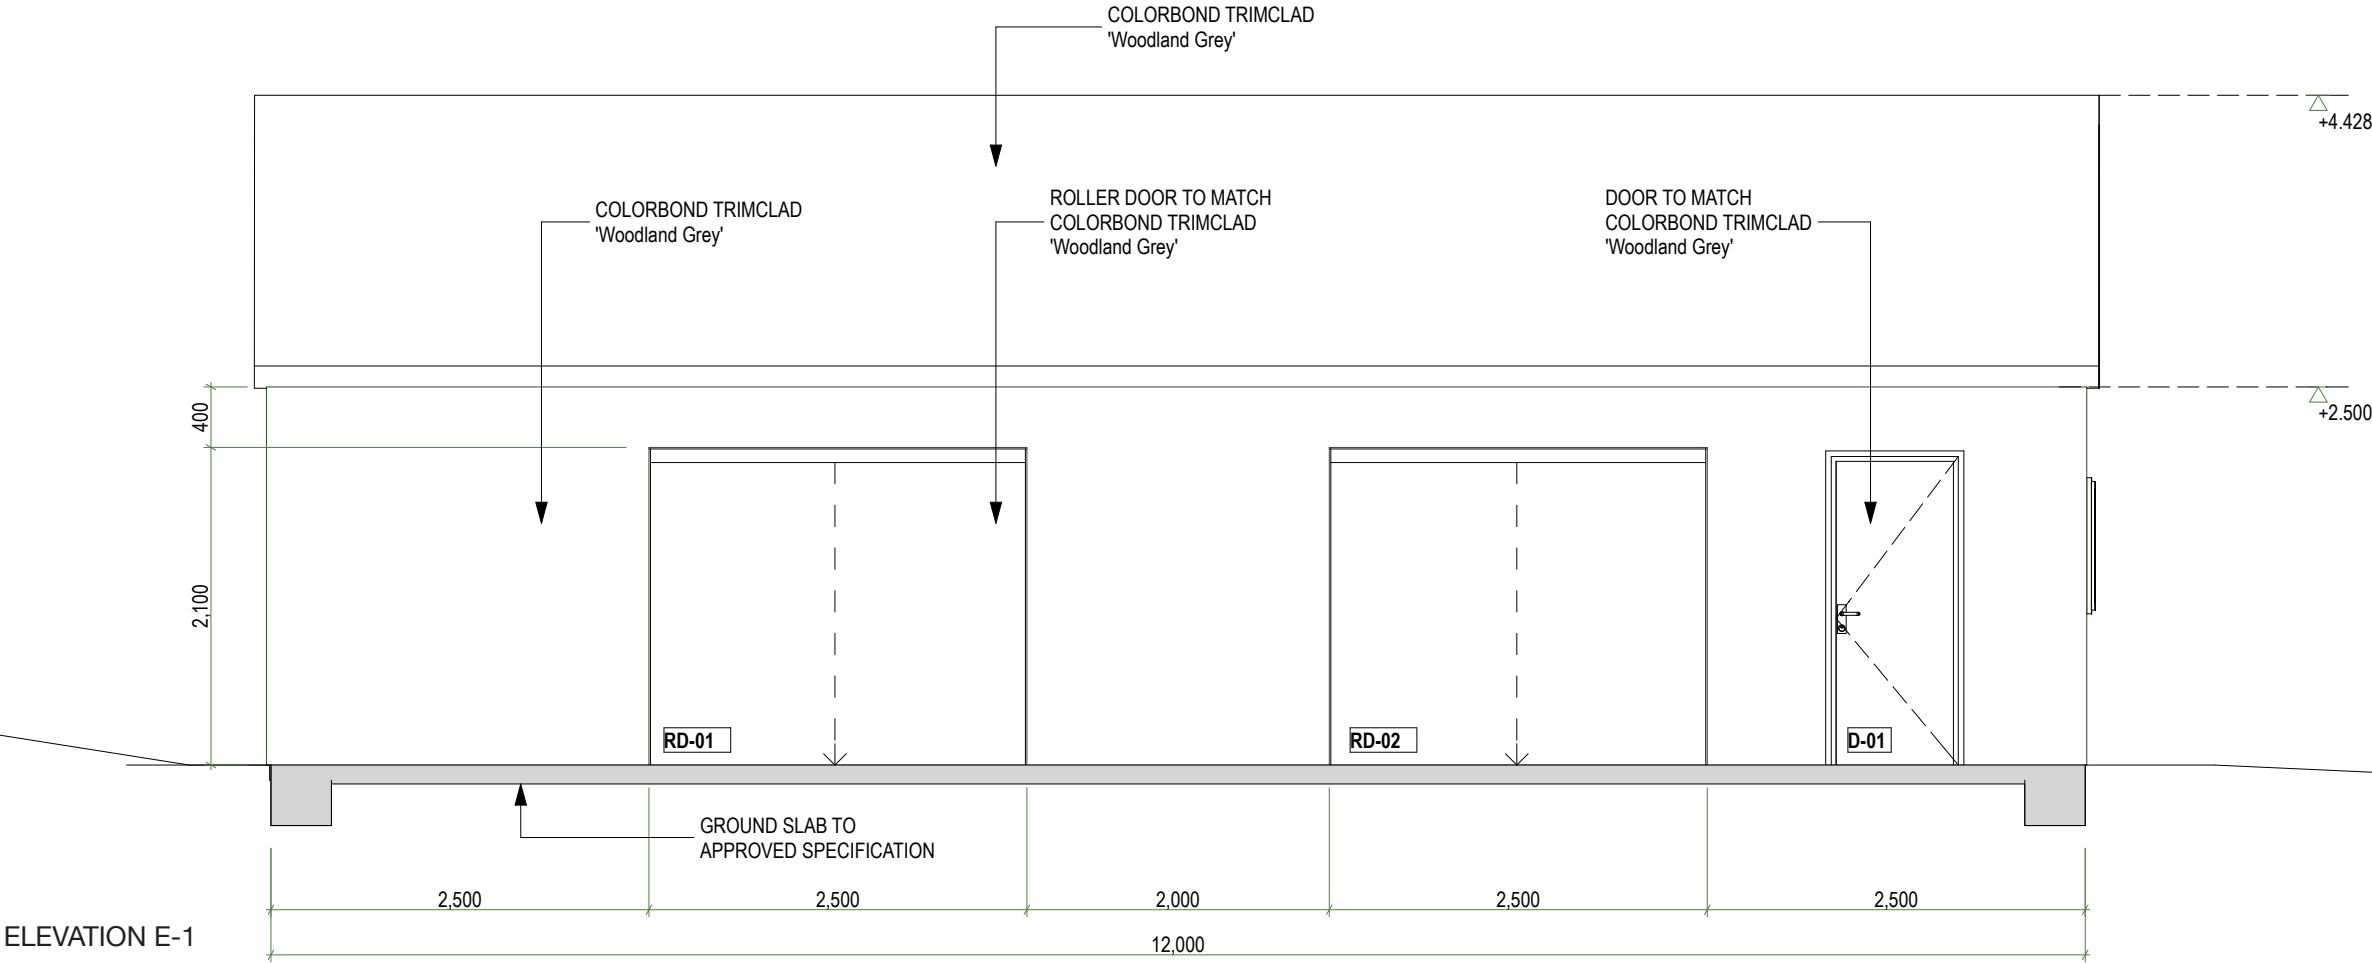 COLORBOND TRIMCLAD
'Woodland Grey'
+4.428
COLORBOND TRIMCLAD
'Woodland Grey'
ROLLER DOOR TO MATCH
COLORBOND TRIMCLAD
'Woodland Grey'
DOOR TO MATCH
COLORBOND TRIMCLAD
'Woodland Grey'
400
+2.500
2,100
RD-01
RD-02
D-01
GROUND SLAB TO
APPROVED SPECIFICATION
2,500
2,500
2,000
2,500
2,500
ELEVATION E-1
12,000